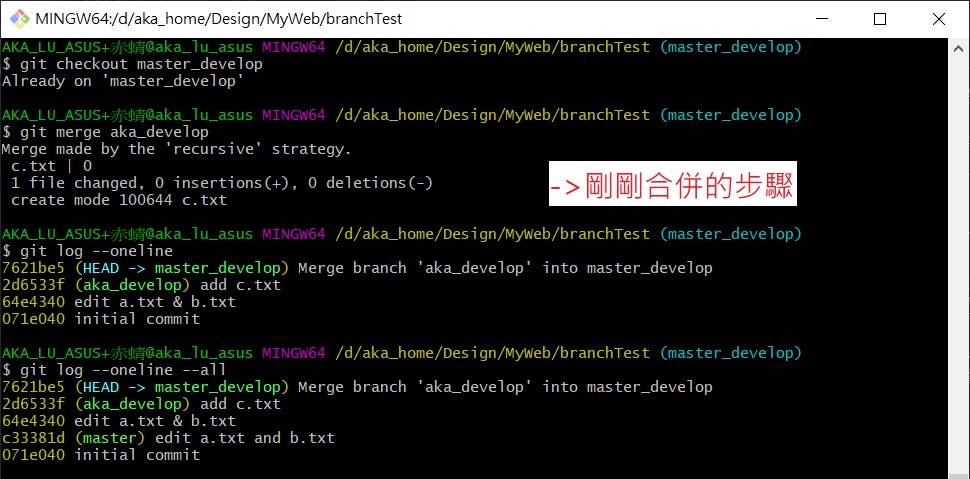 MINGW64:/d/aka_home/Design/MyWeb/branchTest
AKA_LU_ASUS+赤蜻@aka_lu_asus MINGW64 /d/aka_home/Design/MyWeb/branchTest (master_develop)
$ git checkout master_develop
Already on 'master_develop'
AKA_LU_ASUS+赤蜻@aka_lu_asus MINGW64 /d/aka_home/Design/MyWeb/branchTest (master_develop)
$ git merge aka_develop
Merge made by the 'recursive' strategy.
c.txt | 0
1 file changed, 0 insertions(+), 0 deletions(-)
->剛剛合併的步驟
create mode 100644 c.txt
AKA_LU_ASUS+赤蜻@aka_lu_asus MINGW64 /d/aka_home/Design/MyWeb/branchTest (master_develop)
$ git log --oneline
7621be5 (HEAD -> master_develop) Merge branch 'aka_develop' into master_develop
2d6533f (aka_develop) add c.txt
64e4340 edit a.txt & b.txt
071e040 initial commit
AKA_LU_ASUS+赤蜻@aka_lu_asus MINGW64 /d/aka_home/Design/MyWeb/branchTest (master_develop)
$ git log --oneline --all
7621be5 (HEAD -> master_develop) Merge branch 'aka_develop' into master_develop
2d6533f (aka_develop) add c.txt
64e4340 edit a.txt & b.txt
c33381d (master) edit a.txt and b.txt
071e040 initial commit